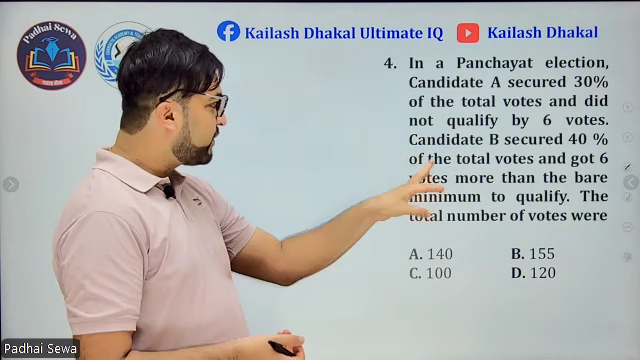 Padhai Sewa
Kailash Dhakal Ultimate IQ
Kailash Dhakal
4. In a Panchayat election,
Candidate A secured 30%
of the total votes and did
not qualify by 6 votes.
Candidate B secured 40 %
of the total votes and got 6
votes more than the bare
minimum to qualify. The
total number of votes were
A. 140 B. 155
C. 100 D. 120
Padhai Sewa